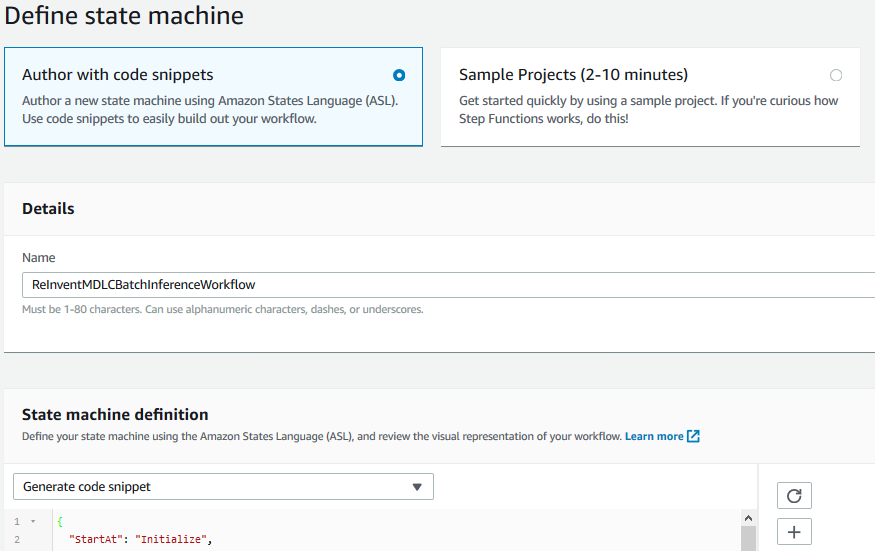 Define state machine
Author with code snippets
Author a new state machine using Amazon States Language (ASL).
Use code snippets to easily build out your workflow.
Sample Projects (2-10 minutes)
Get started quickly by using a sample project. If you're curious how
Step Functions works, do this!
Details
Name
ReInventMDLCBatchInferenceWorkflow
Must be 1-80 characters. Can use alphanumeric characters, dashes, or underscores.
State machine definition
Define your state machine using the Amazon States Language (ASL), and review the visual representation of your workflow. Learn more
Generate code snippet
1 {
2 "StartAt": "Initialize",